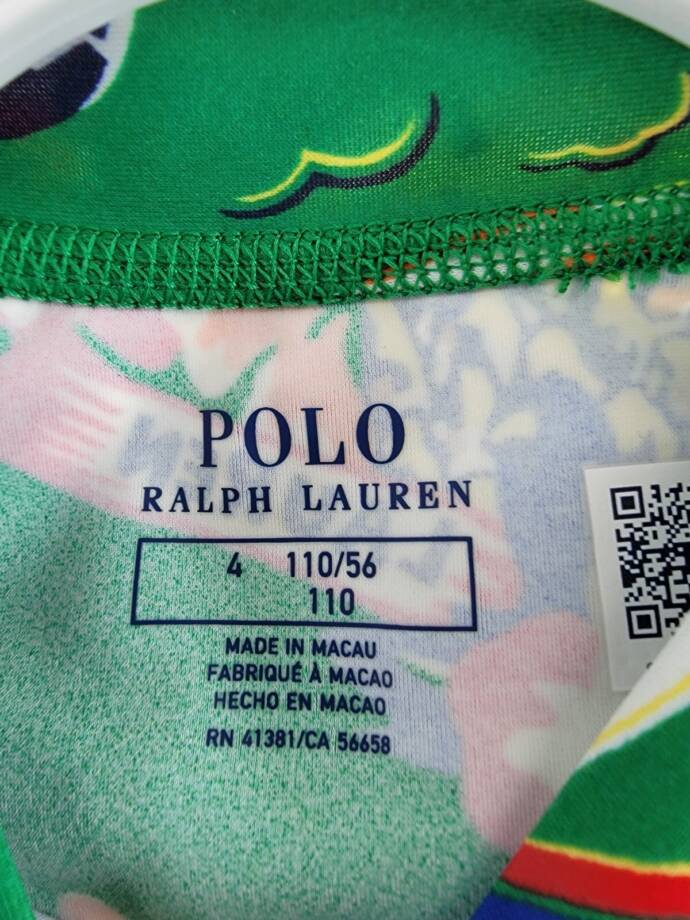 POLO
RALPH LAUREN
4 110/56
110
MADE IN MACAU
FABRIQUÉ À MACAO
HECHO EN MACAO
RN 41381/CA 56658